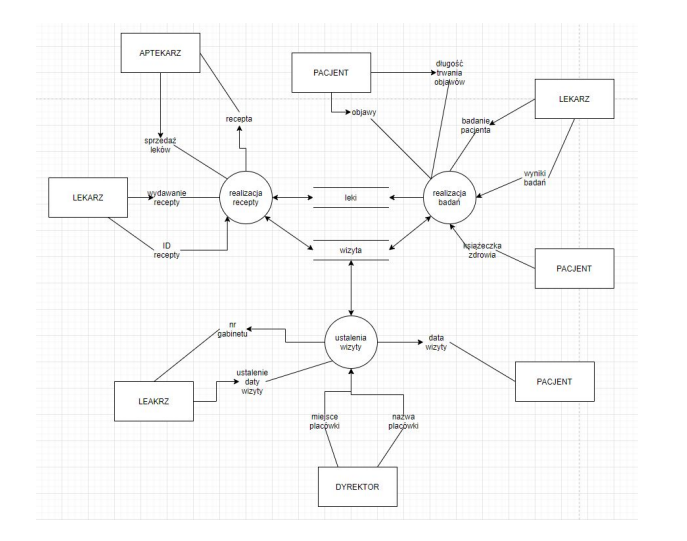 APTEKARZ
PACJENT
długość
trwania
objawów
LEKARZ
objawy
recepta
badanie
pacjenta
sprzedaż
leków
wyniki
badań
LEKARZ
wydawanie
recepty
realizacja
recepty
leki
realizacja
badań
ID
recepty
wizyta
książeczka
zdrowia
PACJENT
nr
gabinetu
ustalenia
wizyty
data
wizyty
ustalenie
daty
wizyty
LEAKRZ
PACJENT
miejsce
placówki
nazwa
placówki
DYREKTOR